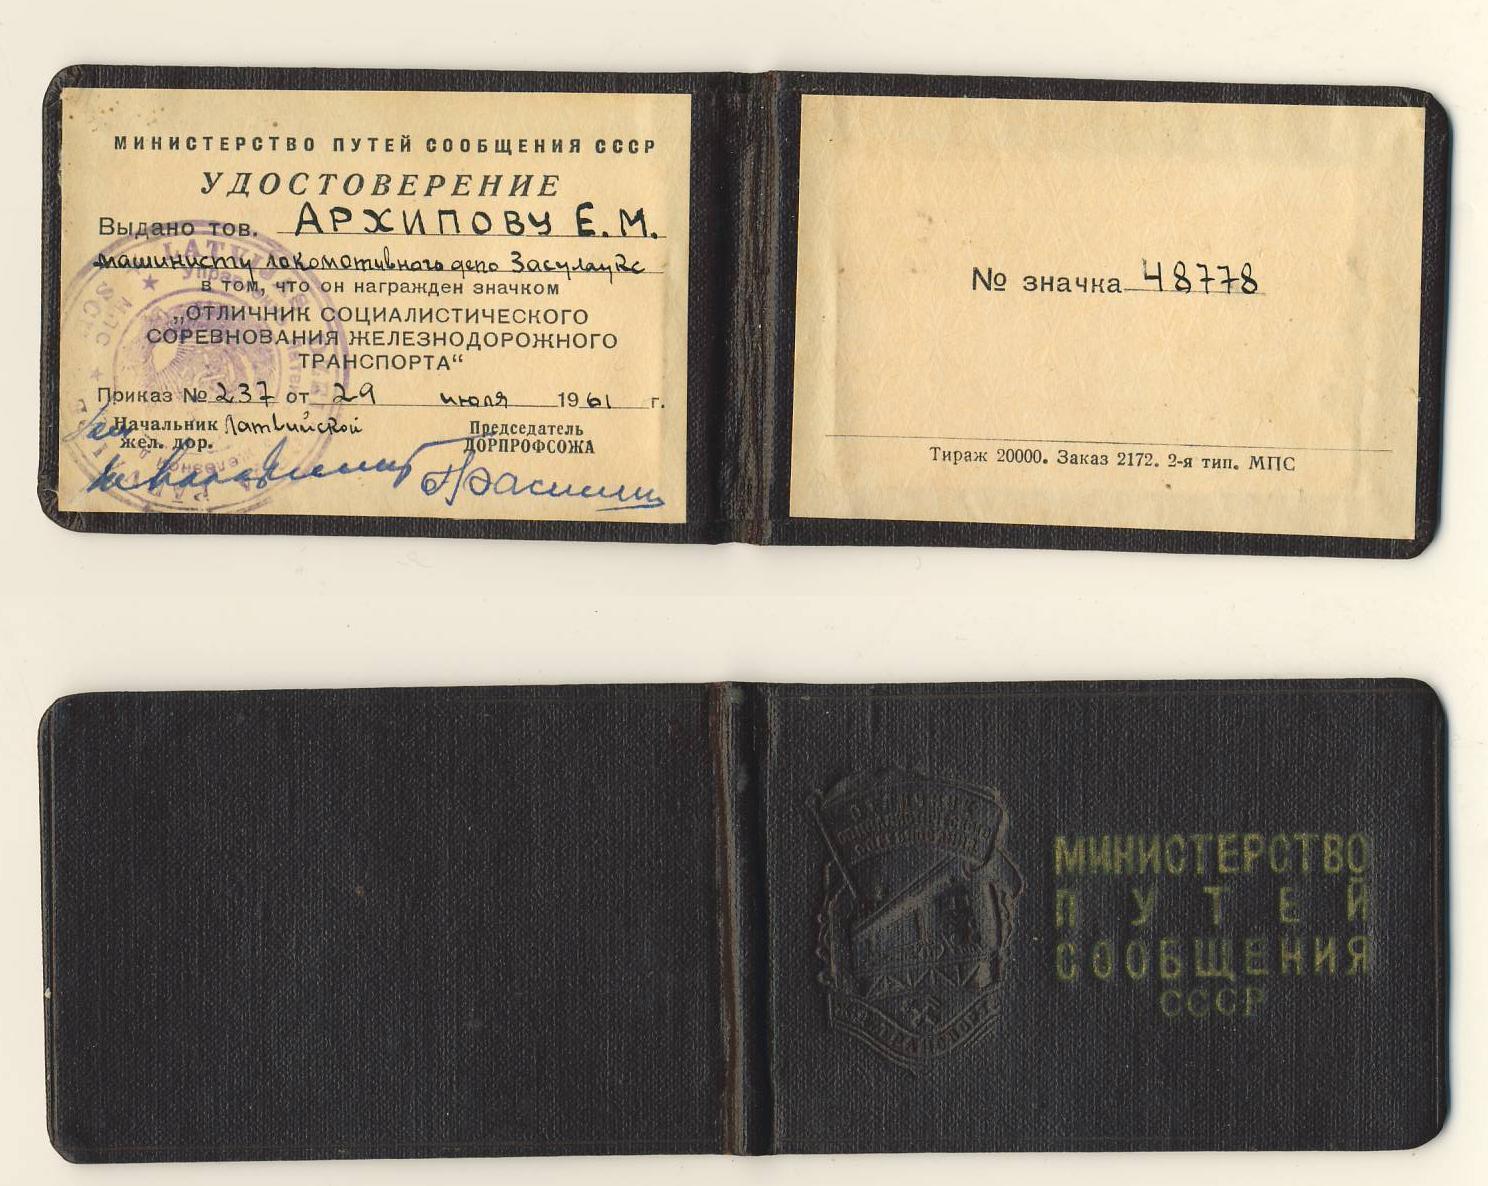 МИНИСТЕРСТВО ПУТЕЙ СООБЩЕНИЯ СССР
УДОСТОВЕРЕНИЕ
Выдано тов. АРХИПОВУ Е.М.
машинисту локомотивного депо Засулаукс
в том, что он награжден значком
„ОТЛИЧНИК СОЦИАЛИСТИЧЕСКОГО
СОРЕВНОВАНИЯ ЖЕЛЕЗНОДОРОЖНОГО
ТРАНСПОРТА“
Приказ № 237 от 29 июля 1961 г.
Начальник Латвийской
жел. дор.
Председатель
ДОРПРОФСОЖА
№ значка 48778
Тираж 20000. Заказ 2172. 2-я тип. МПС
МИНИСТЕРСТВО
ПУТЕЙ
СООБЩЕНИЯ
СССР